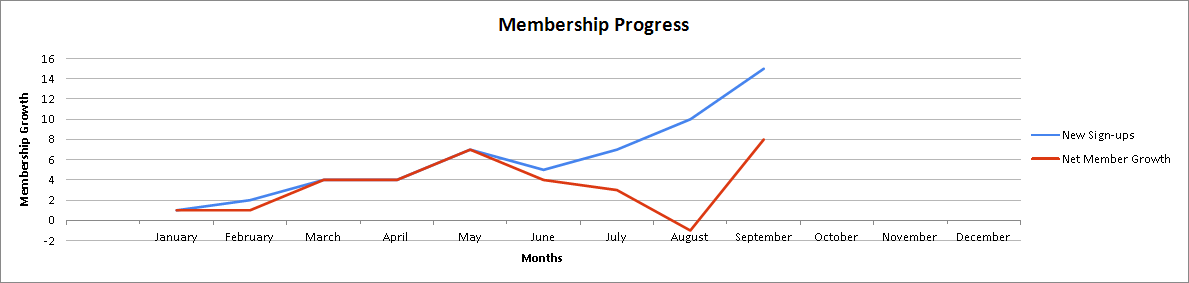 Membership Progress
Membership Growth
16
14
12
10
8
6
4
2
0
-2
January February March April May June July August September October November December
Months
New Sign-ups
Net Member Growth